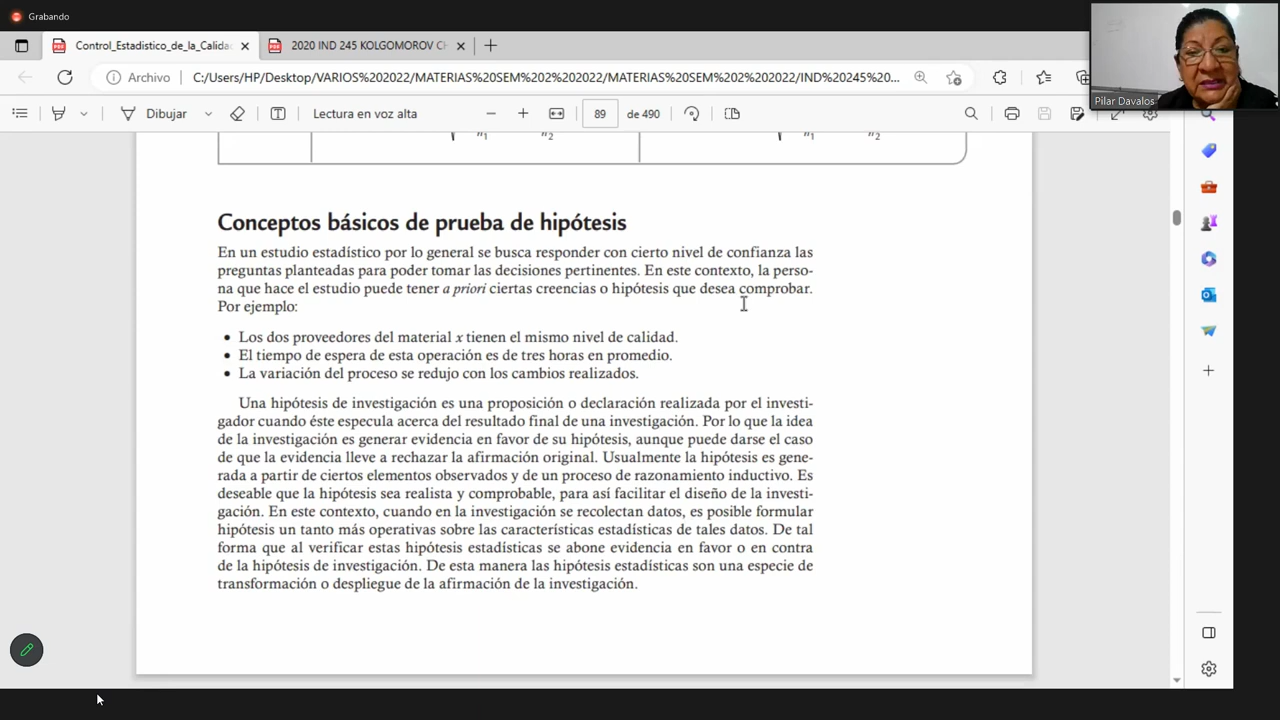 Grabando
Control_Estadistico_de_la_Calida
2020 IND 245 KOLGOMOROV CH
Archivo
C:/Users/HP/Desktop/VARIOS%202022/MATERIAS%20SEM%202%202022/MATERIAS%20SEM%202%202022/IND%20245%20...
Pilar Davalos
Dibujar
Lectura en voz alta
89 de 490
n1 n2 n1 n2
Conceptos básicos de prueba de hipótesis
En un estudio estadístico por lo general se busca responder con cierto nivel de confianza las
preguntas planteadas para poder tomar las decisiones pertinentes. En este contexto, la perso-
na que hace el estudio puede tener a priori ciertas creencias o hipótesis que desea comprobar.
Por ejemplo:
• Los dos proveedores del material x tienen el mismo nivel de calidad.
• El tiempo de espera de esta operación es de tres horas en promedio.
• La variación del proceso se redujo con los cambios realizados.
Una hipótesis de investigación es una proposición o declaración realizada por el investi-
gador cuando éste especula acerca del resultado final de una investigación. Por lo que la idea
de la investigación es generar evidencia en favor de su hipótesis, aunque puede darse el caso
de que la evidencia lleve a rechazar la afirmación original. Usualmente la hipótesis es gene-
rada a partir de ciertos elementos observados y de un proceso de razonamiento inductivo. Es
deseable que la hipótesis sea realista y comprobable, para así facilitar el diseño de la investi-
gación. En este contexto, cuando en la investigación se recolectan datos, es posible formular
hipótesis un tanto más operativas sobre las características estadísticas de tales datos. De tal
forma que al verificar estas hipótesis estadísticas se abone evidencia en favor o en contra
de la hipótesis de investigación. De esta manera las hipótesis estadísticas son una especie de
transformación o despliegue de la afirmación de la investigación.